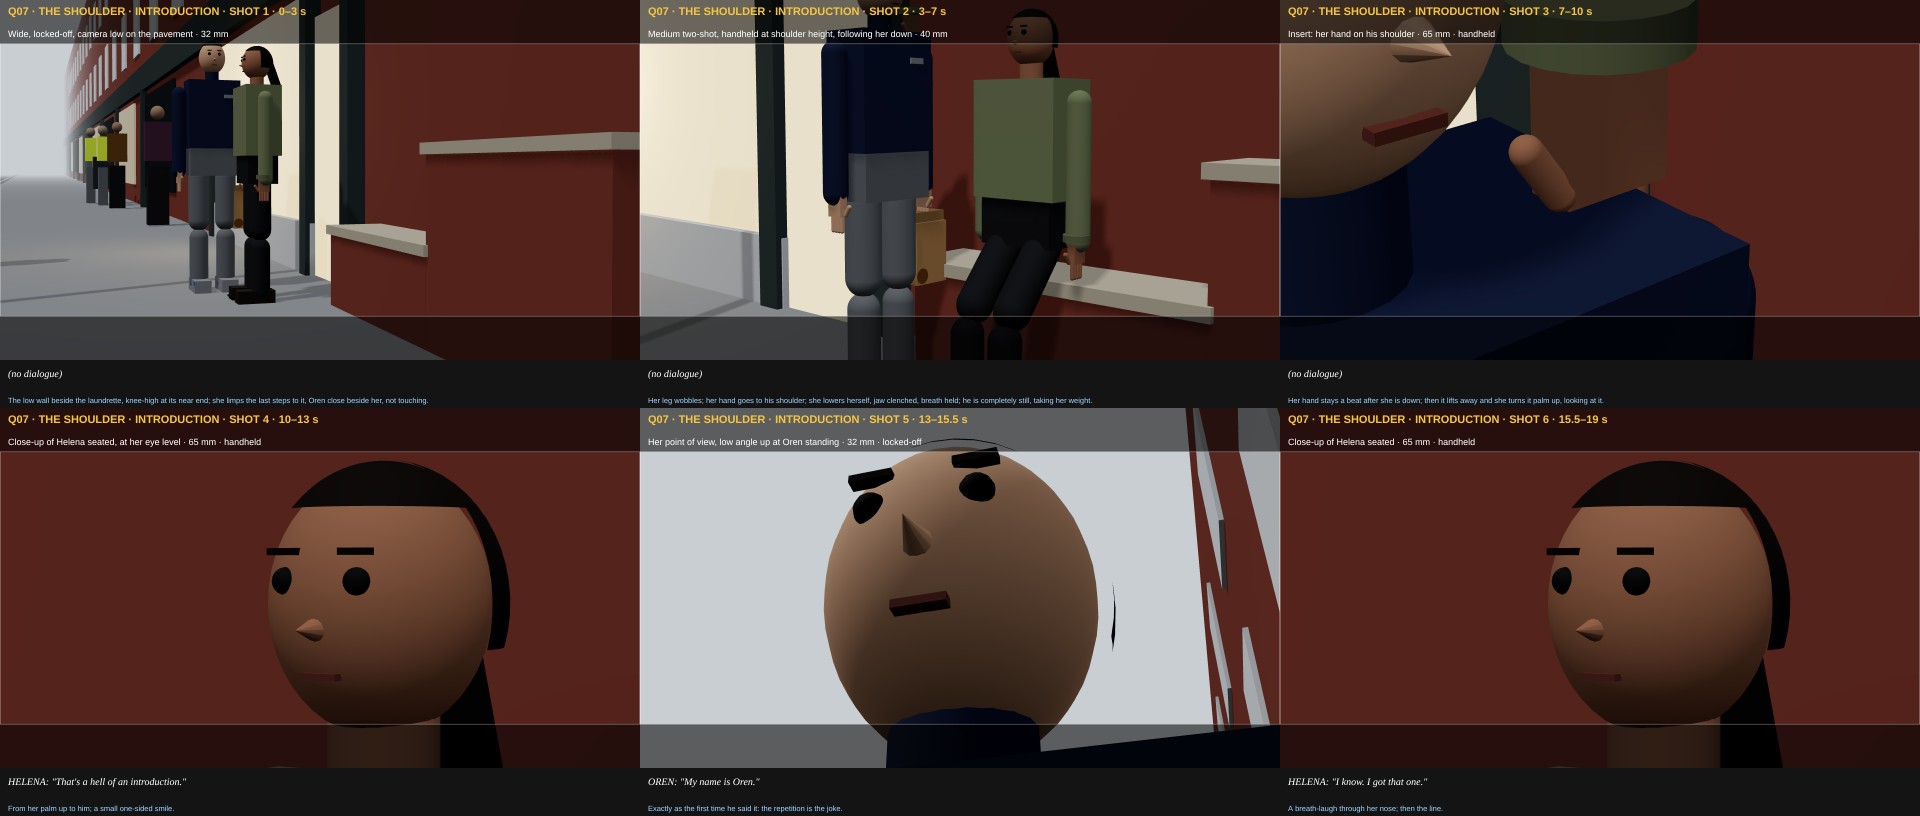 Q07 · THE SHOULDER · INTRODUCTION · SHOT 1 · 0–3 s
Wide, locked-off, camera low on the pavement · 32 mm
(no dialogue)
The low wall beside the laundrette, knee-high at its near end; she limps the last steps to it, Oren close beside her, not touching.
Q07 · THE SHOULDER · INTRODUCTION · SHOT 2 · 3–7 s
Medium two-shot, handheld at shoulder height, following her down · 40 mm
(no dialogue)
Her leg wobbles; her hand goes to his shoulder; she lowers herself, jaw clenched, breath held; he is completely still, taking her weight.
Q07 · THE SHOULDER · INTRODUCTION · SHOT 3 · 7–10 s
Insert: her hand on his shoulder · 65 mm · handheld
(no dialogue)
Her hand stays a beat after she is down; then it lifts away and she turns it palm up, looking at it.
Q07 · THE SHOULDER · INTRODUCTION · SHOT 4 · 10–13 s
Close-up of Helena seated, at her eye level · 65 mm · handheld
HELENA: "That's a hell of an introduction."
From her palm up to him; a small one-sided smile.
Q07 · THE SHOULDER · INTRODUCTION · SHOT 5 · 13–15.5 s
Her point of view, low angle up at Oren standing · 32 mm · locked-off
OREN: "My name is Oren."
Exactly as the first time he said it: the repetition is the joke.
Q07 · THE SHOULDER · INTRODUCTION · SHOT 6 · 15.5–19 s
Close-up of Helena seated · 65 mm · handheld
HELENA: "I know. I got that one."
A breath-laugh through her nose; then the line.